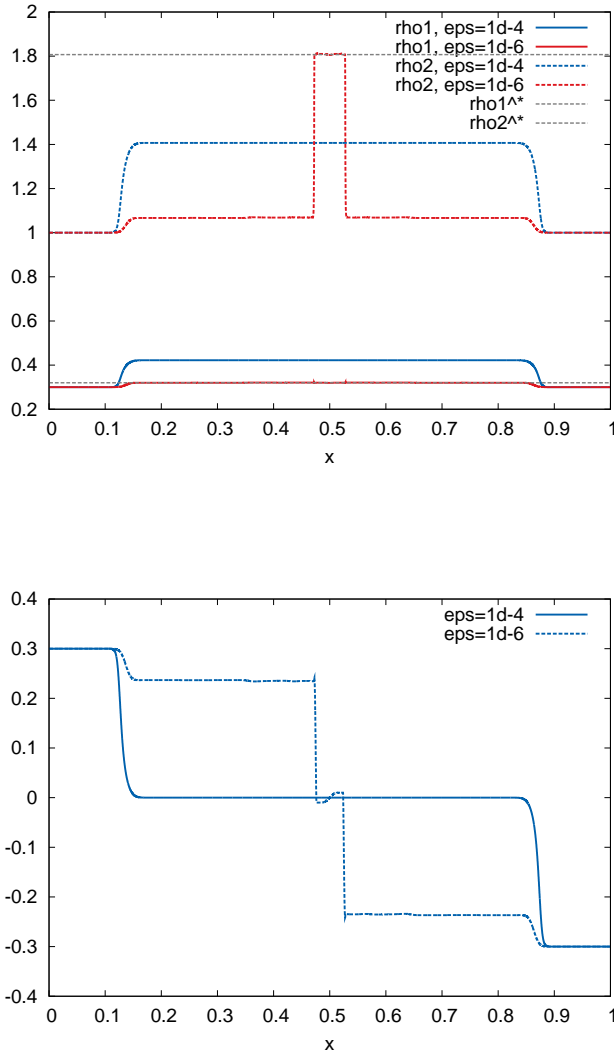 2
1.8
1.6
1.4
1.2
1
0.8
0.6
0.4
0.2
rho1, eps=1d-4
rho1, eps=1d-6
rho2, eps=1d-4
rho2, eps=1d-6
rho1^*
rho2^*
0 0.1 0.2 0.3 0.4 0.5 0.6 0.7 0.8 0.9 1
x
0.4
0.3
0.2
0.1
0
-0.1
-0.2
-0.3
-0.4
eps=1d-4
eps=1d-6
0 0.1 0.2 0.3 0.4 0.5 0.6 0.7 0.8 0.9 1
x